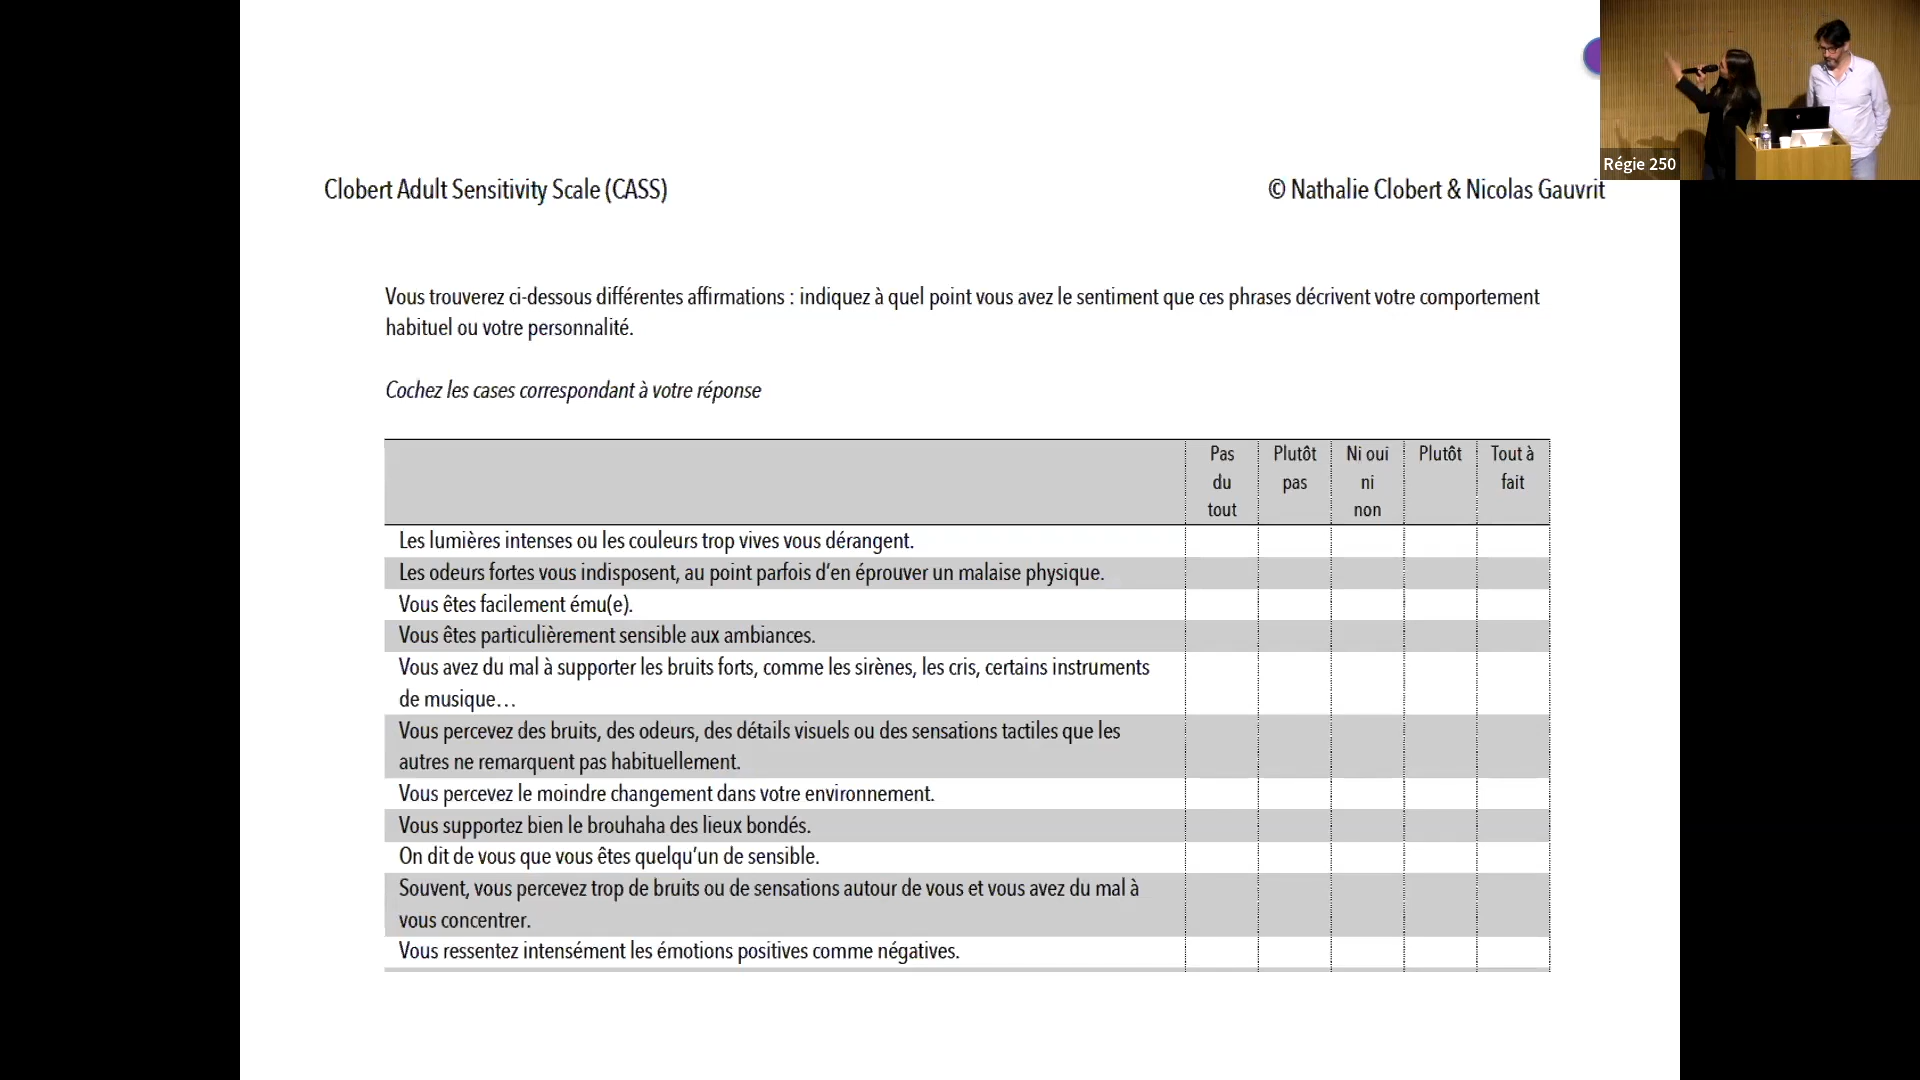 Régie 250
Clobert Adult Sensitivity Scale (CASS)
© Nathalie Clobert & Nicolas Gauvrit
Vous trouverez ci-dessous différentes affirmations : indiquez à quel point vous avez le sentiment que ces phrases décrivent votre comportement
habituel ou votre personnalité.
Cochez les cases correspondant à votre réponse
Pas du tout
Plutôt pas
Ni oui ni non
Plutôt
Tout à fait
Les lumières intenses ou les couleurs trop vives vous dérangent.
Les odeurs fortes vous indisposent, au point parfois d’en éprouver un malaise physique.
Vous êtes facilement ému(e).
Vous êtes particulièrement sensible aux ambiances.
Vous avez du mal à supporter les bruits forts, comme les sirènes, les cris, certains instruments
de musique…
Vous percevez des bruits, des odeurs, des détails visuels ou des sensations tactiles que les
autres ne remarquent pas habituellement.
Vous percevez le moindre changement dans votre environnement.
Vous supportez bien le brouhaha des lieux bondés.
On dit de vous que vous êtes quelqu’un de sensible.
Souvent, vous percevez trop de bruits ou de sensations autour de vous et vous avez du mal à
vous concentrer.
Vous ressentez intensément les émotions positives comme négatives.